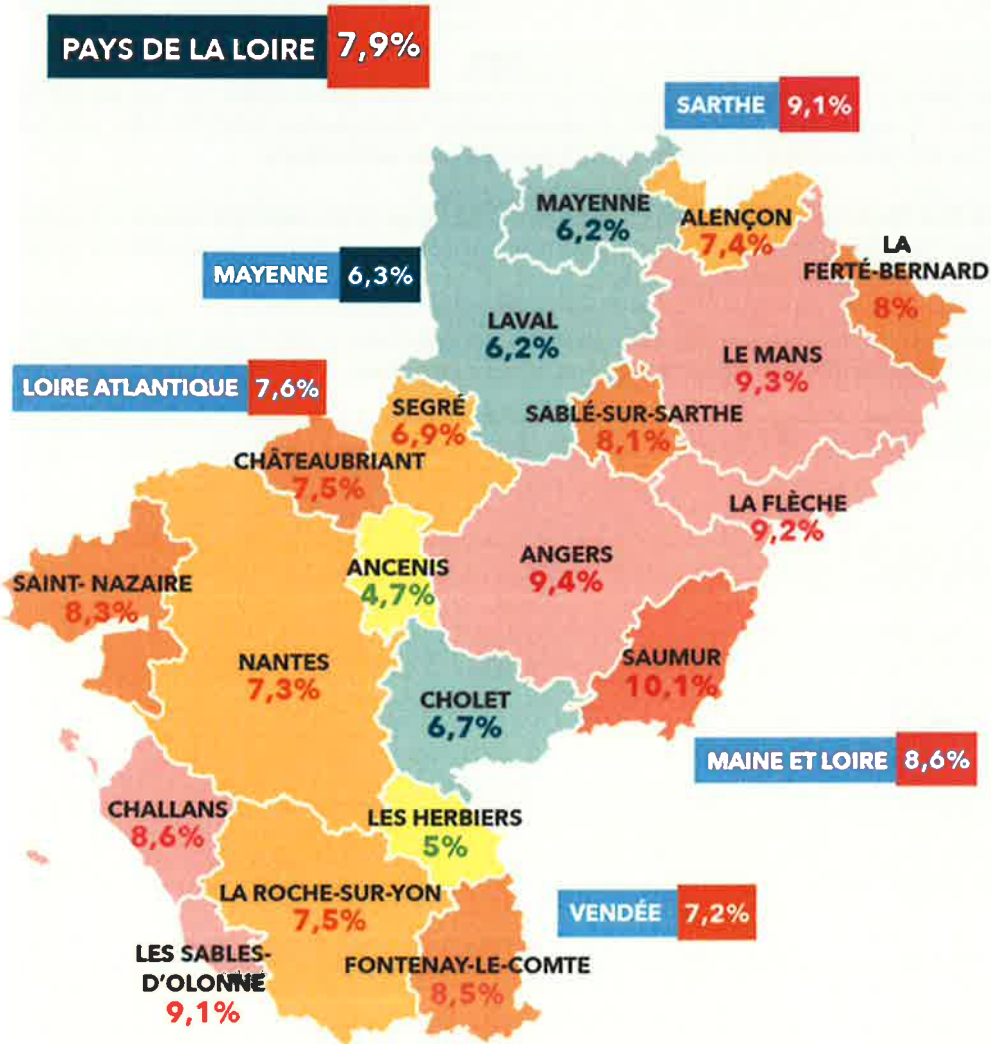 PAYS DE LA LOIRE 7,9%
SARTHE 9,1%
MAYENNE
6,2%
ALENÇON
7,4%
LA
FERTÉ-BERNARD
8%
MAYENNE 6,3%
LAVAL
6,2%
LE MANS
9,3%
LOIRE ATLANTIQUE 7,6%
SEGRÉ
6,9%
SABLÉ-SUR-SARTHE
8,1%
CHÂTEAUBRIANT
7,5%
LA FLÈCHE
9,2%
ANCENIS
4,7%
ANGERS
9,4%
SAINT- NAZAIRE
8,3%
NANTES
7,3%
SAUMUR
10,1%
CHOLET
6,7%
MAINE ET LOIRE 8,6%
CHALLANS
8,6%
LES HERBIERS
5%
LA ROCHE-SUR-YON
7,5%
VENDÉE 7,2%
LES SABLES-
D'OLONNE
9,1%
FONTENAY-LE-COMTE
8,5%